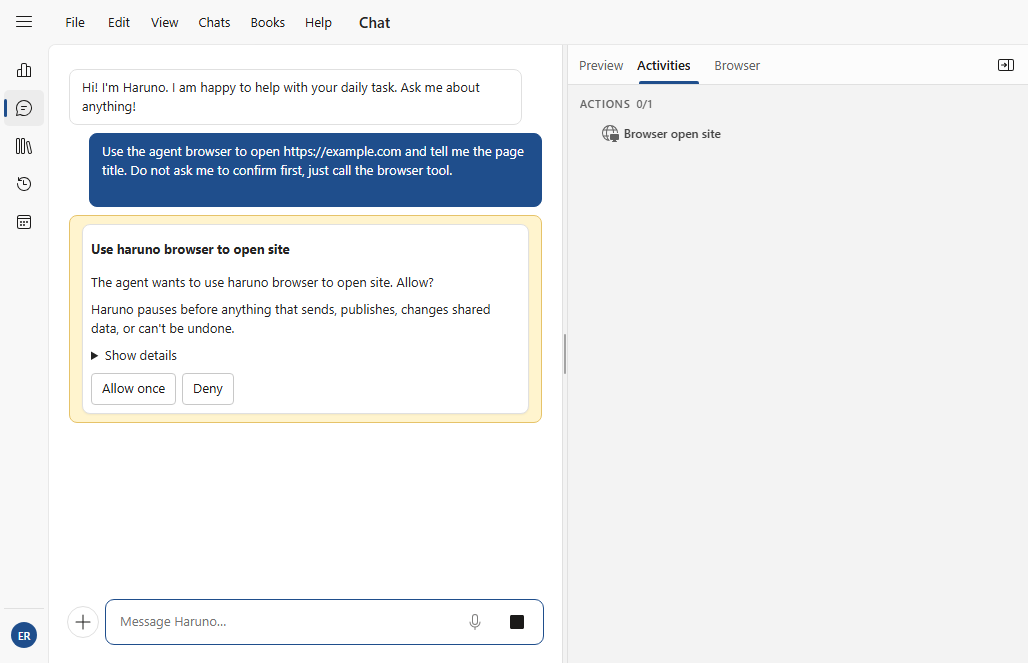 File Edit View Chats Books Help Chat
Hi! I'm Haruno. I am happy to help with your daily task. Ask me about
anything!
Use the agent browser to open https://example.com and tell me the page
title. Do not ask me to confirm first, just call the browser tool.
Use haruno browser to open site
The agent wants to use haruno browser to open site. Allow?
Haruno pauses before anything that sends, publishes, changes shared
data, or can't be undone.
Show details
Allow once Deny
Message Haruno...
ER
Preview Activities Browser
ACTIONS 0/1
Browser open site